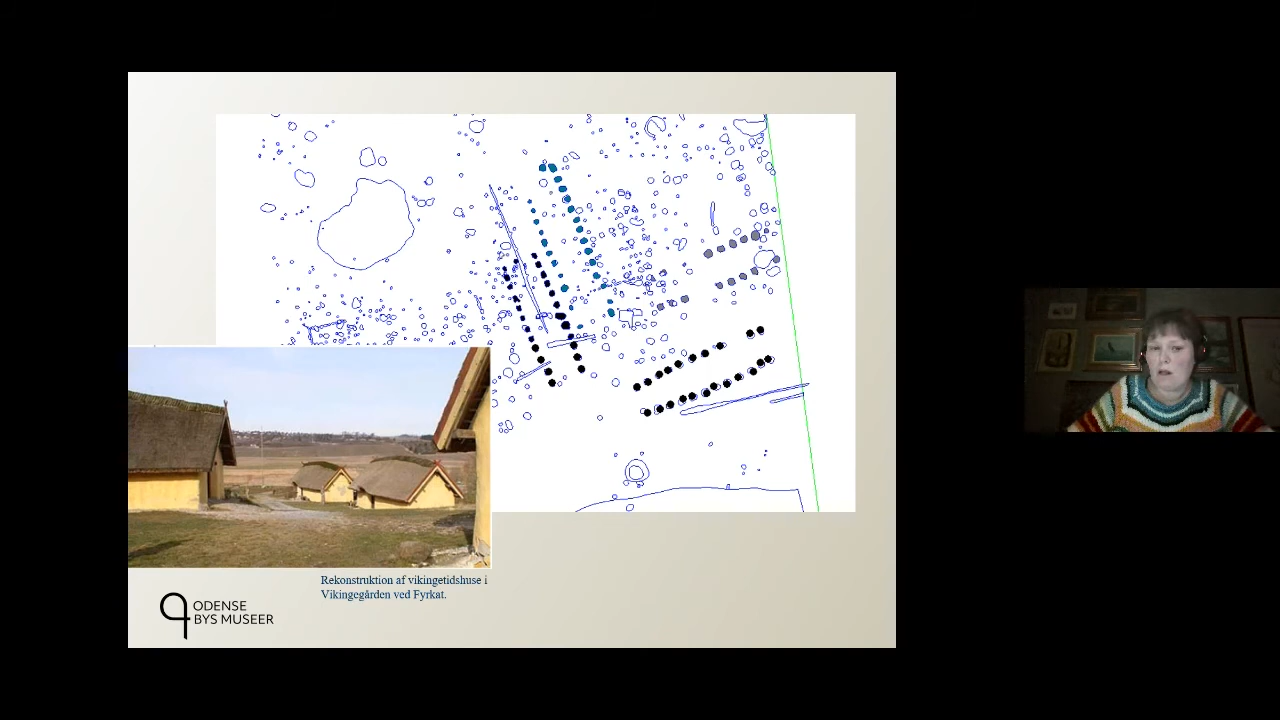 Rekonstruktion af vikingetidshuse i
Vikingegården ved Fyrkat.
ODENSE
BYS MUSEER